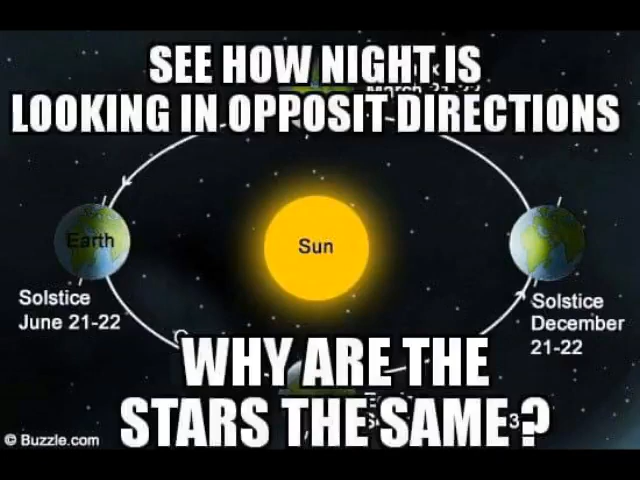 SEE HOW NIGHT IS
LOOKING IN OPPOSIT DIRECTIONS
Earth
Sun
Solstice
June 21-22
Solstice
December
21-22
WHY ARE THE
STARS THE SAME?
© Buzzle.com